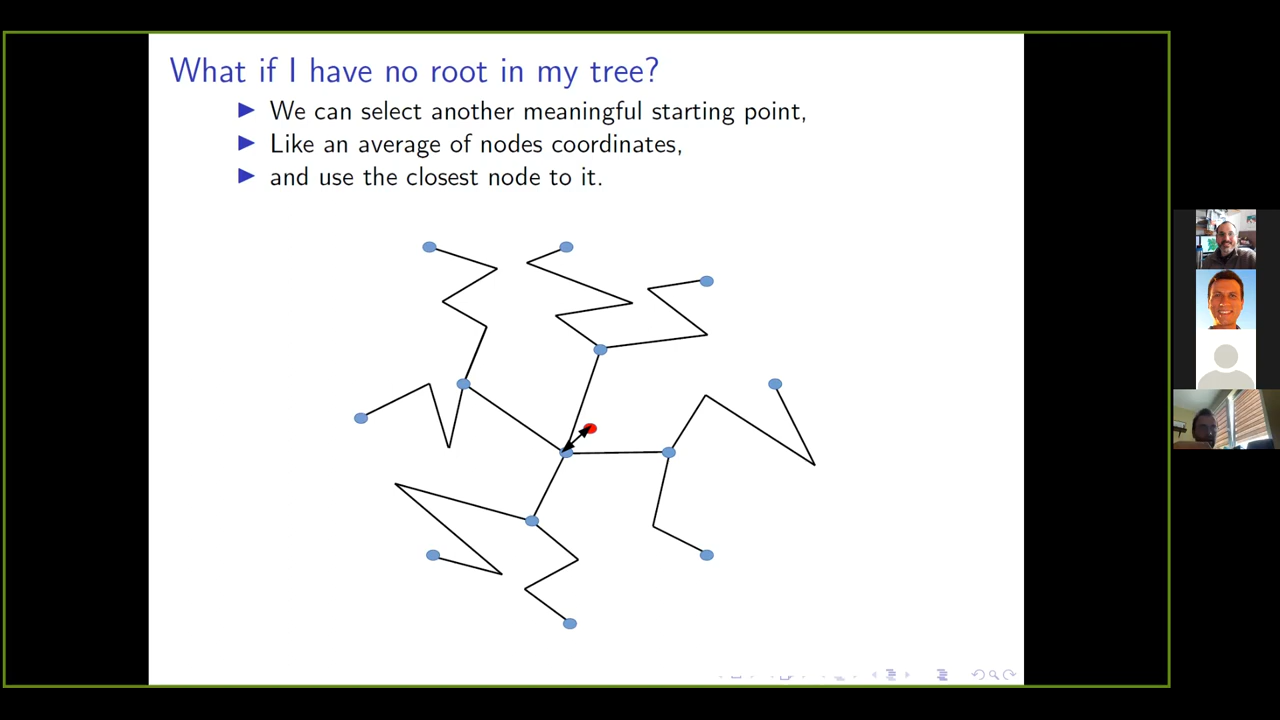 What if I have no root in my tree?
We can select another meaningful starting point,
Like an average of nodes coordinates,
and use the closest node to it.